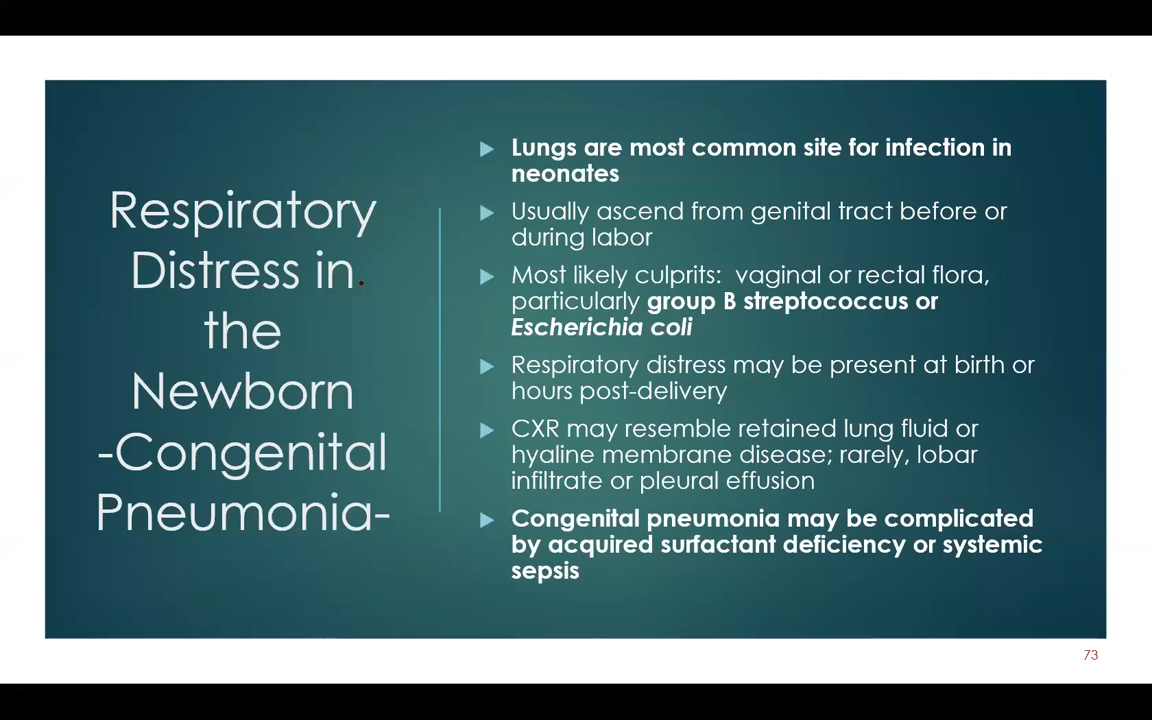 Respiratory
Distress in
the
Newborn
-Congenital
Pneumonia-
Lungs are most common site for infection in
neonates
Usually ascend from genital tract before or
during labor
Most likely culprits: vaginal or rectal flora,
particularly group B streptococcus or
Escherichia coli
Respiratory distress may be present at birth or
hours post-delivery
CXR may resemble retained lung fluid or
hyaline membrane disease; rarely, lobar
infiltrate or pleural effusion
Congenital pneumonia may be complicated
by acquired surfactant deficiency or systemic
sepsis
73